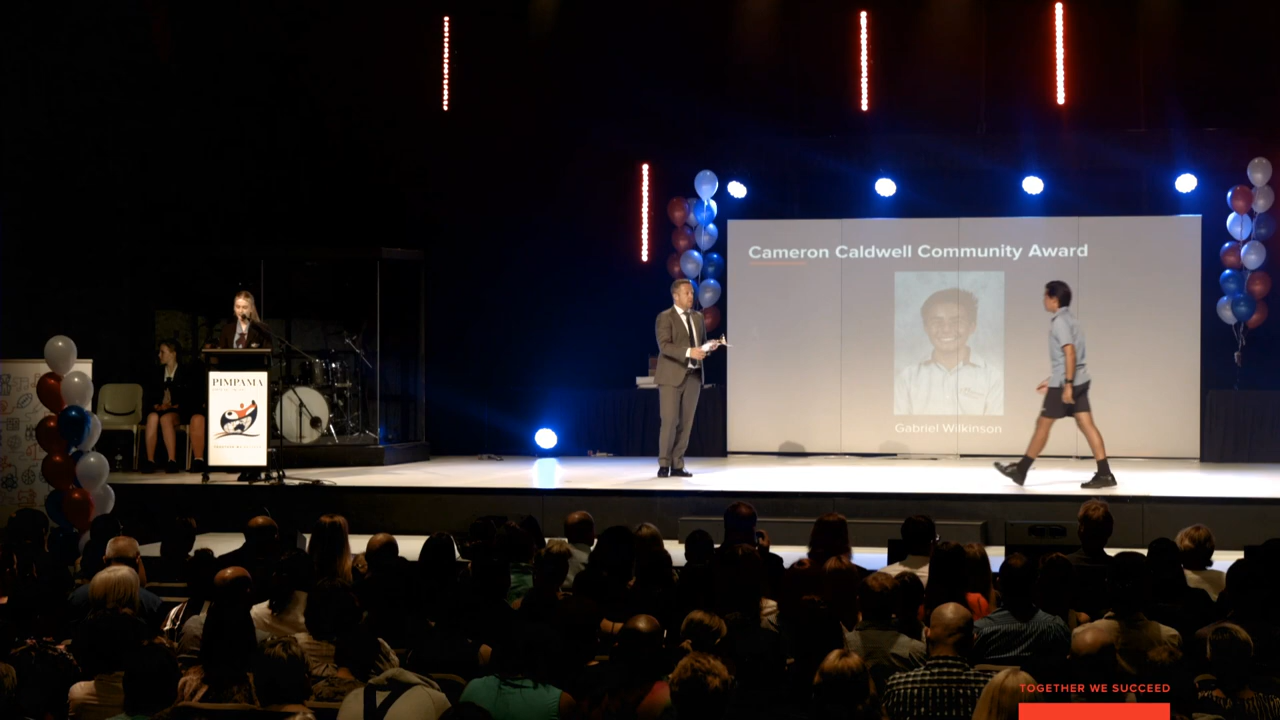 Cameron Caldwell Community Award
Gabriel Wilkinson
PIMPAMA
TOGETHER WE SUCCEED